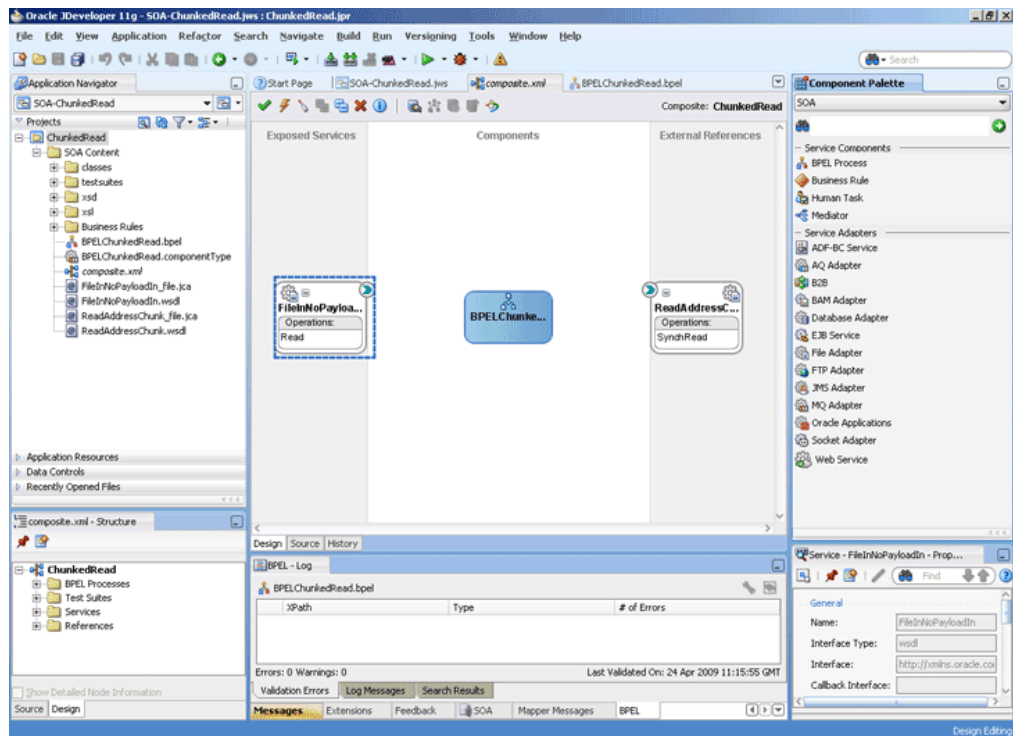 Oracle JDeveloper 11g - SOA-ChunkedRead.jws : ChunkedRead.jpr
File Edit View Application Refactor Search Navigate Build Run Versioning Tools Window Help
Search
Application Navigator
SOA-ChunkedRead
Projects
ChunkedRead
SOA Content
classes
testsuites
xsd
xsl
Business Rules
BPELChunkedRead.bpel
BPELChunkedRead.componentType
composite.xml
FileInNoPayloadIn_file.jca
FileInNoPayloadIn.wsdl
ReadAddressChunk_file.jca
ReadAddressChunk.wsdl
Application Resources
Data Controls
Recently Opened Files
composite.xml - Structure
ChunkedRead
BPEL Processes
Test Suites
Services
References
Show Detailed Node Information
Source Design
Start Page SOA-ChunkedRead.jws composite.xml BPELChunkedRead.bpel
Composite: ChunkedRead
Exposed Services Components External References
FileInNoPayloa...
Operations:
Read
BPELChunke...
ReadAddressC...
Operations:
SynchRead
Design Source History
BPEL - Log
BPELChunkedRead.bpel
XPath Type # of Errors
Errors: 0 Warnings: 0 Last Validated On: 24 Apr 2009 11:15:55 GMT
Validation Errors Log Messages Search Results
Messages Extensions Feedback SOA Mapper Messages BPEL
Component Palette
SOA
Service Components
BPEL Process
Business Rule
Human Task
Mediator
Service Adapters
ADF-BC Service
AQ Adapter
B2B
BAM Adapter
Database Adapter
EJB Service
File Adapter
FTP Adapter
JMS Adapter
MQ Adapter
Oracle Applications
Socket Adapter
Web Service
Service - FileInNoPayloadIn - Prop...
Find
General
Name: FileInNoPayloadIn
Interface Type: wsdl
Interface: http://xmlns.oracle.co
Callback Interface:
Design Editing